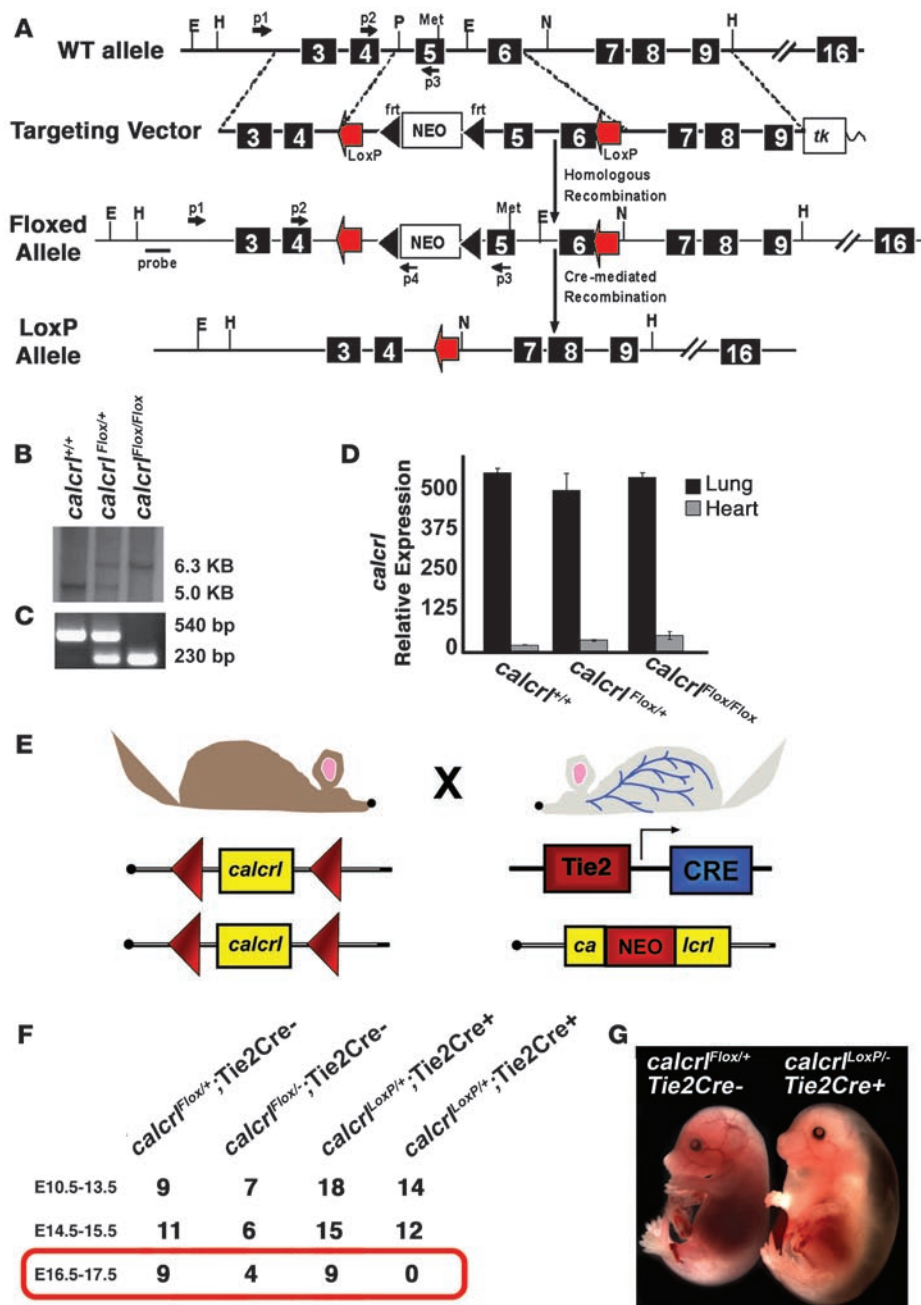 A
WT allele
E H p1 p2 P Met E N H
3 4 5 6 7 8 9 16
p3
Targeting Vector
frt frt
3 4 NEO 5 6 7 8 9 tk
LoxP LoxP
Homologous
Recombination
Floxed
Allele
E H p1 p2 Met E N H
3 4 NEO 5 6 7 8 9 16
probe p4 p3
Cre-mediated
Recombination
LoxP
Allele
E H N H
3 4 7 8 9 16
B
calcrl+/+
calcrlFlox/+
calcrlFlox/Flox
6.3 KB
5.0 KB
C
540 bp
230 bp
D
calcrl
Relative Expression
500
375
250
125
0
Lung
Heart
calcrl+/+
calcrlFlox/+
calcrlFlox/Flox
E
X
calcrl
Tie2 CRE
calcrl
ca NEO lcrl
F
calcrlFlox/+;Tie2Cre-
calcrlFlox/-;Tie2Cre-
calcrlLoxP/+;Tie2Cre+
calcrlLoxP/+;Tie2Cre+
E10.5-13.5 9 7 18 14
E14.5-15.5 11 6 15 12
E16.5-17.5 9 4 9 0
G
calcrlFlox/+
Tie2Cre-
calcrlLoxP/-
Tie2Cre+